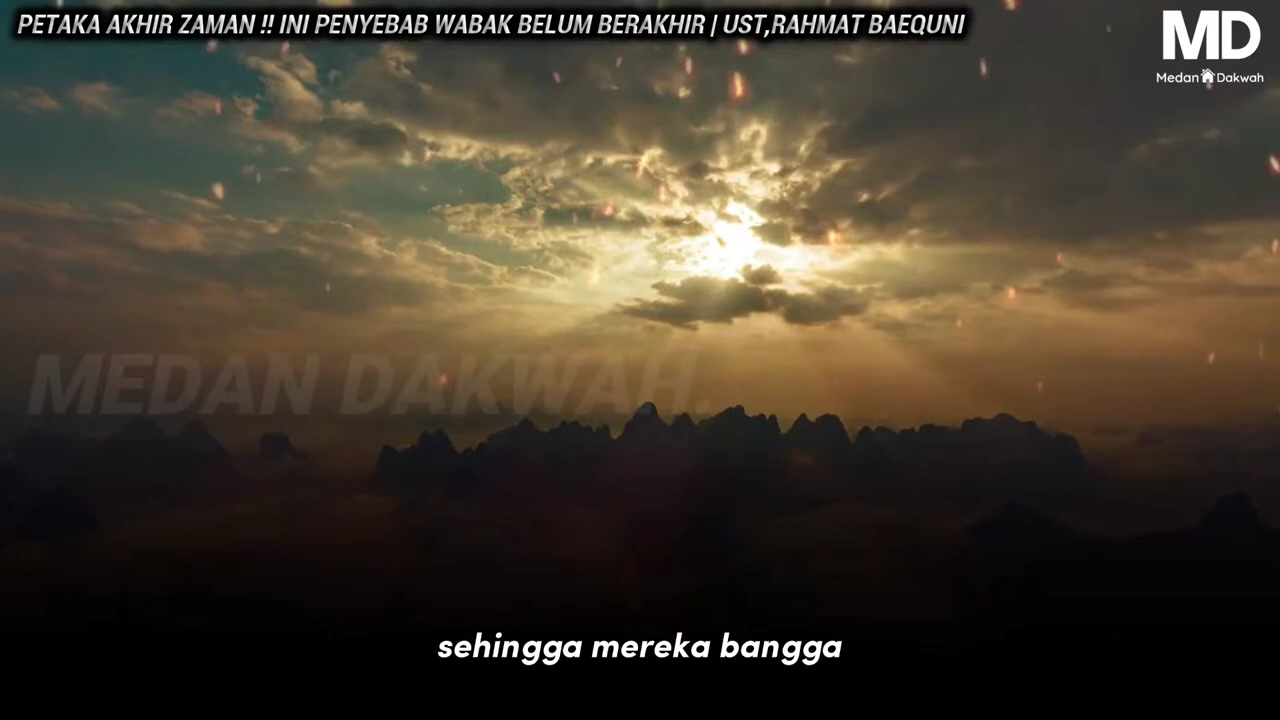 PETAKA AKHIR ZAMAN !! INI PENYEBAB WABAK BELUM BERAKHIR | UST,RAHMAT BAEQUNI
MD
Medan Dakwah
MEDAN DAKWAH.
sehingga mereka bangga